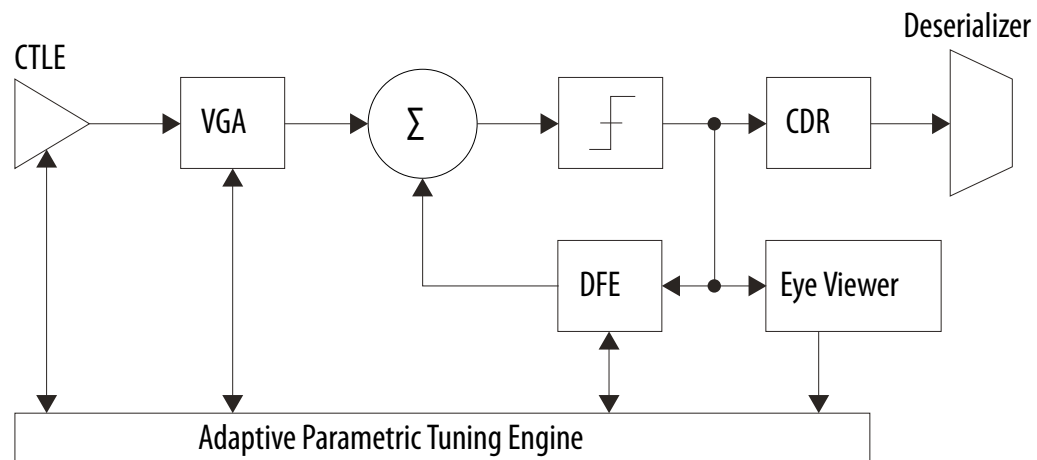 Deserializer
CTLE
VGA
Σ
CDR
DFE
Eye Viewer
Adaptive Parametric Tuning Engine